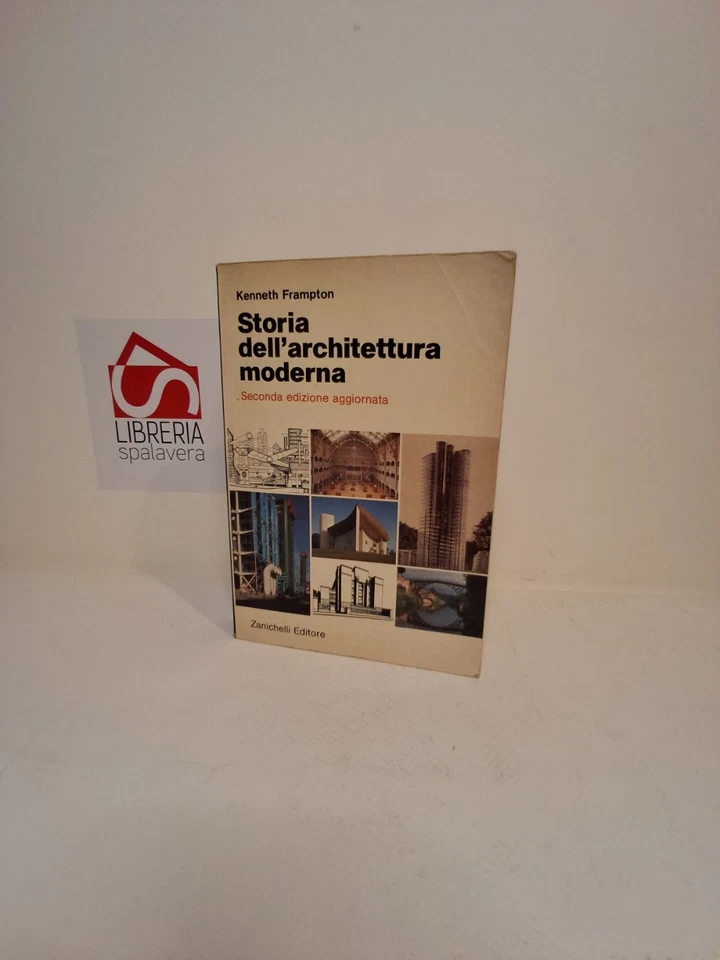 Kenneth Frampton
Storia
dell'architettura
moderna
.Seconda edizione aggiornata
Zanichelli Editore
S
LIBRERIA
spalavera